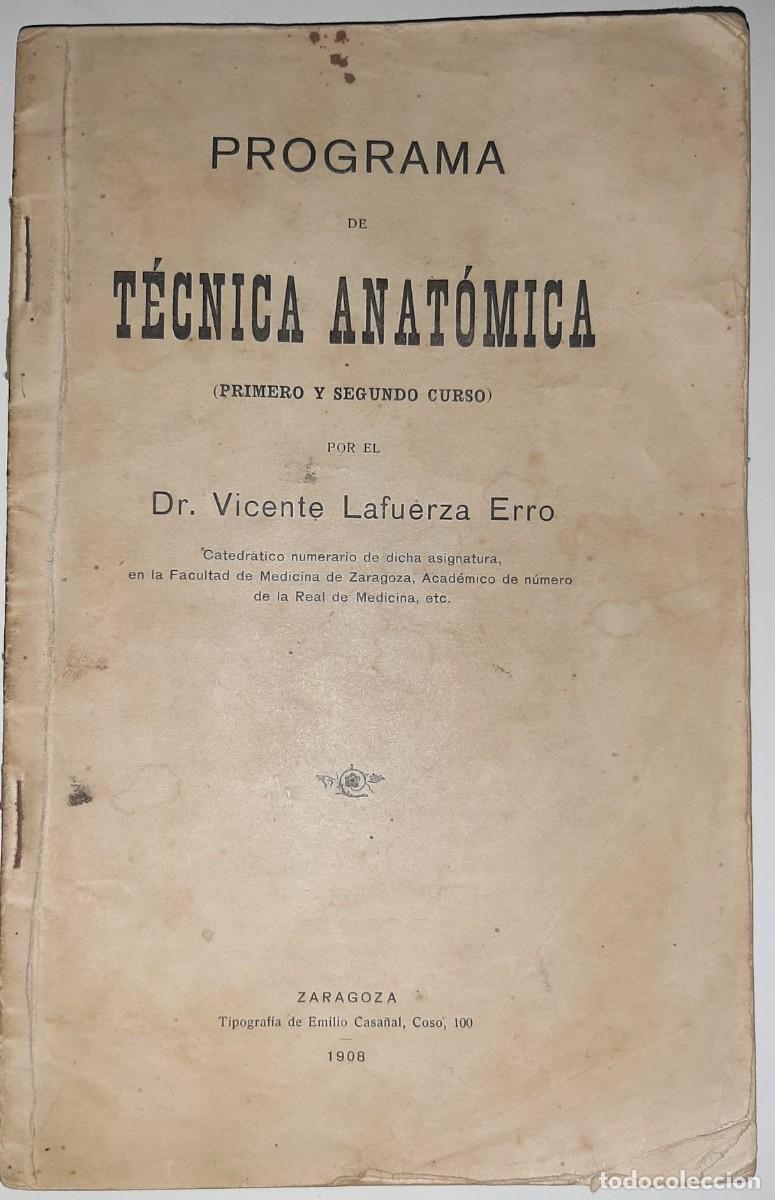 PROGRAMA
DE
TÉCNICA ANATÓMICA
(PRIMERO Y SEGUNDO CURSO)
POR EL
Dr. Vicente Lafuerza Erro
Catedrático numerario de dicha asignatura,
en la Facultad de Medicina de Zaragoza, Académico de número
de la Real de Medicina, etc.
ZARAGOZA
Tipografía de Emilio Casañal, Coso, 100
1908
todocoleccion